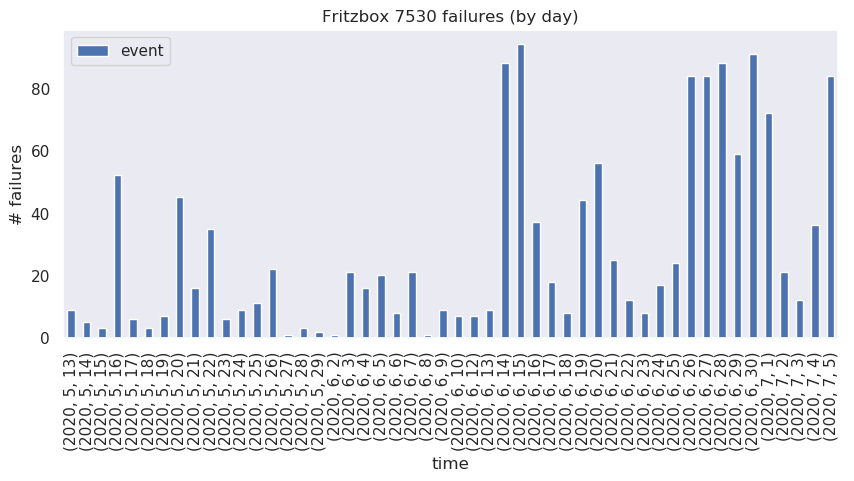 Fritzbox 7530 failures (by day)
event
# failures
80
60
40
20
0
(2020, 5, 13)
(2020, 5, 14)
(2020, 5, 15)
(2020, 5, 16)
(2020, 5, 17)
(2020, 5, 18)
(2020, 5, 19)
(2020, 5, 20)
(2020, 5, 21)
(2020, 5, 22)
(2020, 5, 23)
(2020, 5, 24)
(2020, 5, 25)
(2020, 5, 26)
(2020, 5, 27)
(2020, 5, 28)
(2020, 5, 29)
(2020, 6, 2)
(2020, 6, 3)
(2020, 6, 4)
(2020, 6, 5)
(2020, 6, 6)
(2020, 6, 7)
(2020, 6, 8)
(2020, 6, 9)
(2020, 6, 10)
(2020, 6, 12)
(2020, 6, 13)
(2020, 6, 14)
(2020, 6, 15)
(2020, 6, 16)
(2020, 6, 17)
(2020, 6, 18)
(2020, 6, 19)
(2020, 6, 20)
(2020, 6, 21)
(2020, 6, 22)
(2020, 6, 23)
(2020, 6, 24)
(2020, 6, 25)
(2020, 6, 26)
(2020, 6, 27)
(2020, 6, 28)
(2020, 6, 29)
(2020, 6, 30)
(2020, 7, 1)
(2020, 7, 2)
(2020, 7, 3)
(2020, 7, 4)
(2020, 7, 5)
time